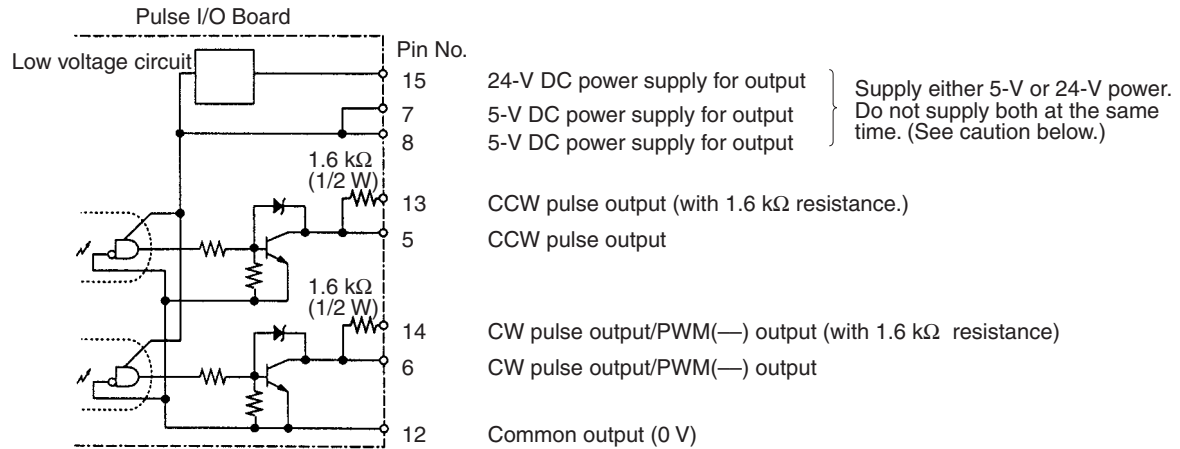 Pulse I/O Board
Low voltage circuit
Pin No.
15 24-V DC power supply for output
7 5-V DC power supply for output
8 5-V DC power supply for output
Supply either 5-V or 24-V power.
Do not supply both at the same
time. (See caution below.)
1.6 kΩ
(1/2 W)
13 CCW pulse output (with 1.6 kΩ resistance.)
5 CCW pulse output
1.6 kΩ
(1/2 W)
14 CW pulse output/PWM(—) output (with 1.6 kΩ resistance)
6 CW pulse output/PWM(—) output
12 Common output (0 V)